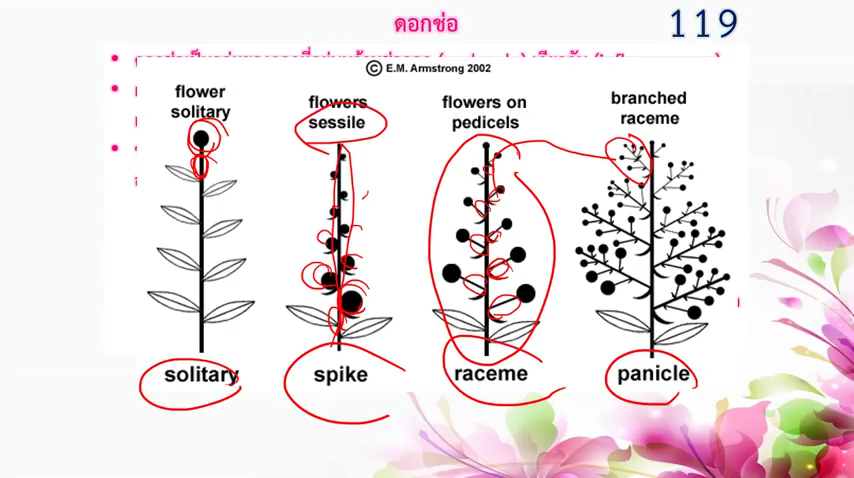 ดอกช่อ
119
© E.M. Armstrong 2002
flower
solitary
flowers
sessile
flowers on
pedicels
branched
raceme
solitary
spike
raceme
panicle